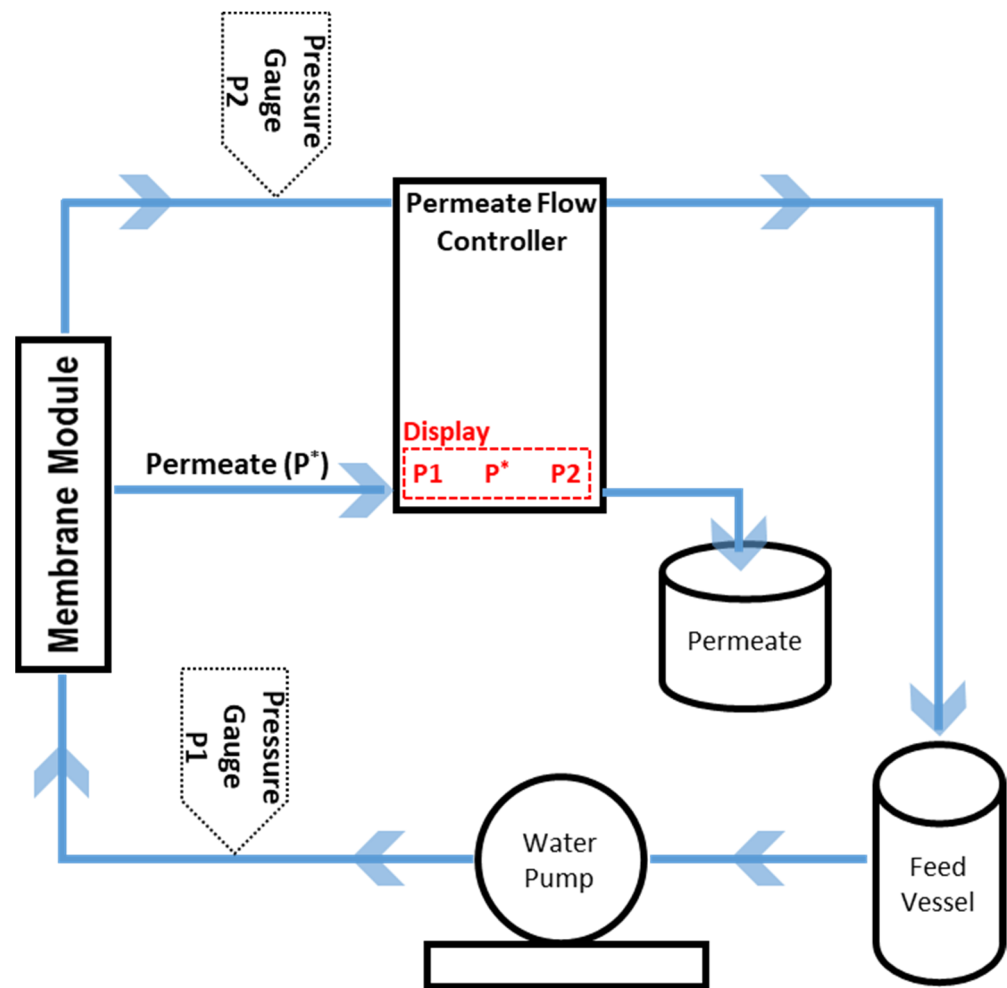 Pressure
Gauge
P2
Permeate Flow
Controller
Membrane Module
Permeate (P*)
Display
P1 P* P2
Permeate
Pressure
Gauge
P1
Water
Pump
Feed
Vessel